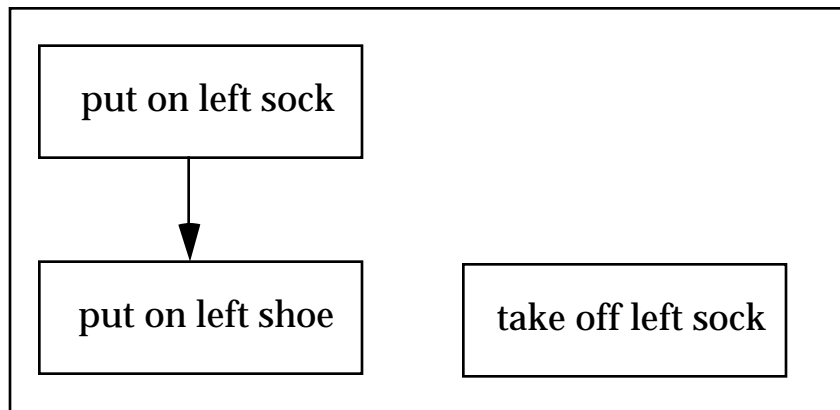 put on left sock
put on left shoe
take off left sock